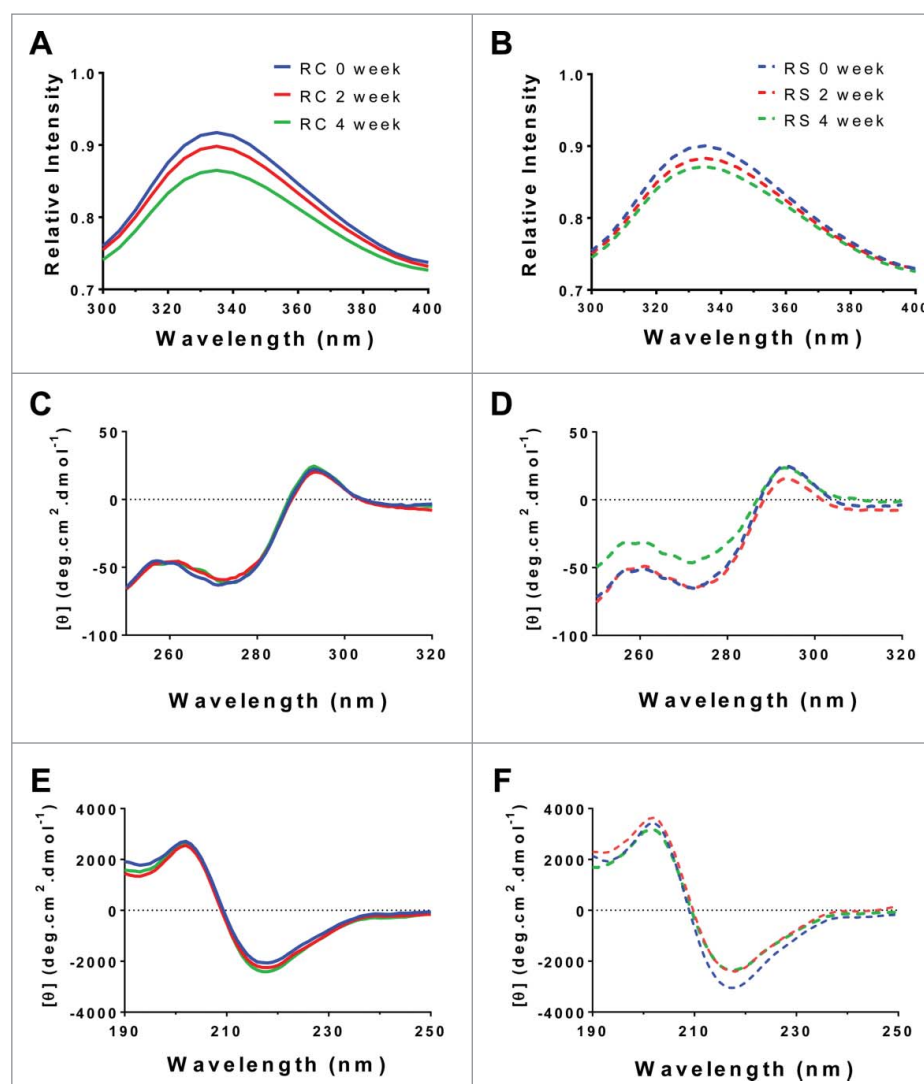 A
Relative Intensity
1.0
0.9
0.8
0.7
RC 0 week
RC 2 week
RC 4 week
300 320 340 360 380 400
Wavelength (nm)
B
Relative Intensity
1.0
0.9
0.8
0.7
RS 0 week
RS 2 week
RS 4 week
300 320 340 360 380 400
Wavelength (nm)
C
[θ] (deg.cm².dmol⁻¹)
50
0
-50
-100
260 280 300 320
Wavelength (nm)
D
[θ] (deg.cm².dmol⁻¹)
50
0
-50
-100
260 280 300 320
Wavelength (nm)
E
[θ] (deg.cm².dmol⁻¹)
4000
2000
0
-2000
-4000
190 210 230 250
Wavelength (nm)
F
[θ] (deg.cm².dmol⁻¹)
4000
2000
0
-2000
-4000
190 210 230 250
Wavelength (nm)